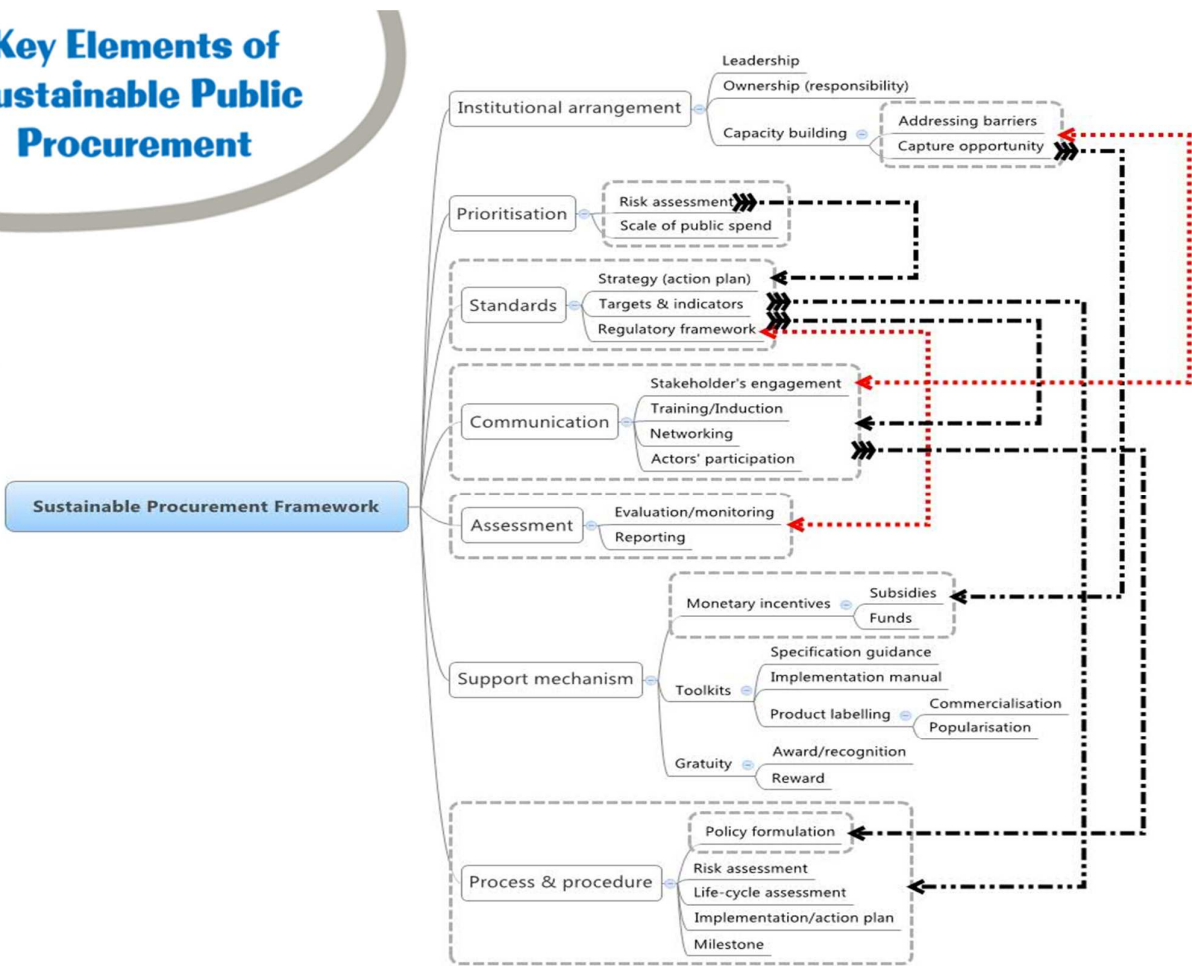 Key Elements of
ustainable Public
Procurement
Leadership
Institutional arrangement
Ownership (responsibility)
Capacity building
Addressing barriers
Capture opportunity
Prioritisation
Risk assessment
Scale of public spend
Standards
Strategy (action plan)
Targets & indicators
Regulatory framework
Communication
Stakeholder's engagement
Training/Induction
Networking
Actors' participation
Sustainable Procurement Framework
Assessment
Evaluation/monitoring
Reporting
Support mechanism
Monetary incentives
Subsidies
Funds
Toolkits
Specification guidance
Implementation manual
Product labelling
Commercialisation
Popularisation
Gratuity
Award/recognition
Reward
Process & procedure
Policy formulation
Risk assessment
Life-cycle assessment
Implementation/action plan
Milestone